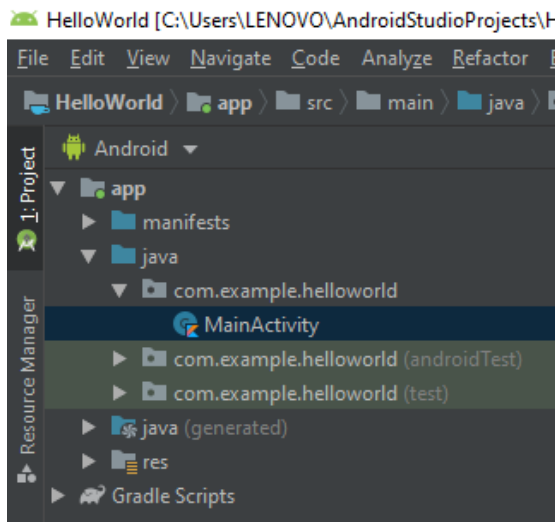 HelloWorld [C:\Users\LENOVO\AndroidStudioProjects\H
File Edit View Navigate Code Analyze Refactor
HelloWorld app src main java
1: Project
Android
app
manifests
java
com.example.helloworld
MainActivity
com.example.helloworld (androidTest)
com.example.helloworld (test)
Resource Manager
java (generated)
res
Gradle Scripts